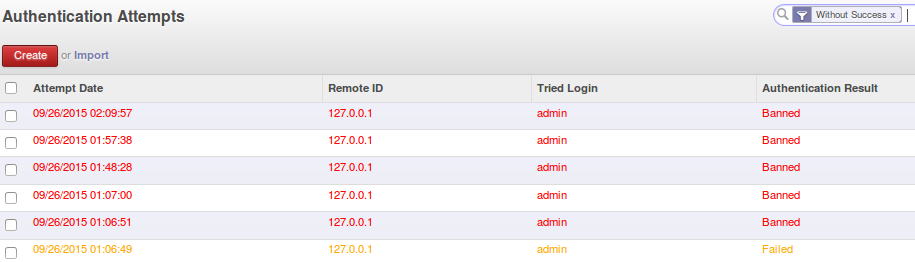 Authentication Attempts
Without Success x
Create or Import
Attempt Date Remote ID Tried Login Authentication Result
09/26/2015 02:09:57 127.0.0.1 admin Banned
09/26/2015 01:57:38 127.0.0.1 admin Banned
09/26/2015 01:48:28 127.0.0.1 admin Banned
09/26/2015 01:07:00 127.0.0.1 admin Banned
09/26/2015 01:06:51 127.0.0.1 admin Banned
09/26/2015 01:06:49 127.0.0.1 admin Failed